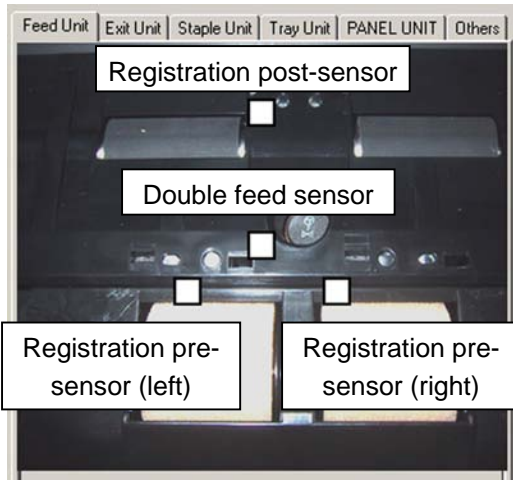 Feed Unit Exit Unit Staple Unit Tray Unit PANEL UNIT Others
Registration post-sensor
Double feed sensor
Registration pre-
sensor (left)
Registration pre-
sensor (right)